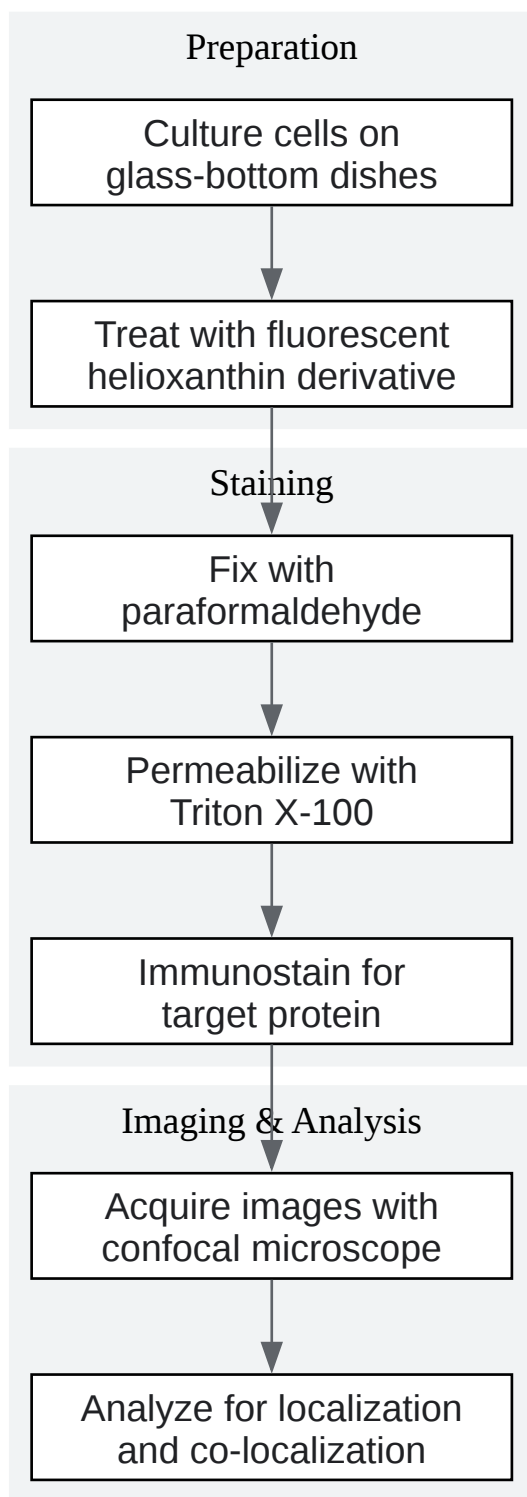 Preparation
Culture cells on
glass-bottom dishes
Treat with fluorescent
helioxanthin derivative
Staining
Fix with
paraformaldehyde
Permeabilize with
Triton X-100
Immunostain for
target protein
Imaging & Analysis
Acquire images with
confocal microscope
Analyze for localization
and co-localization